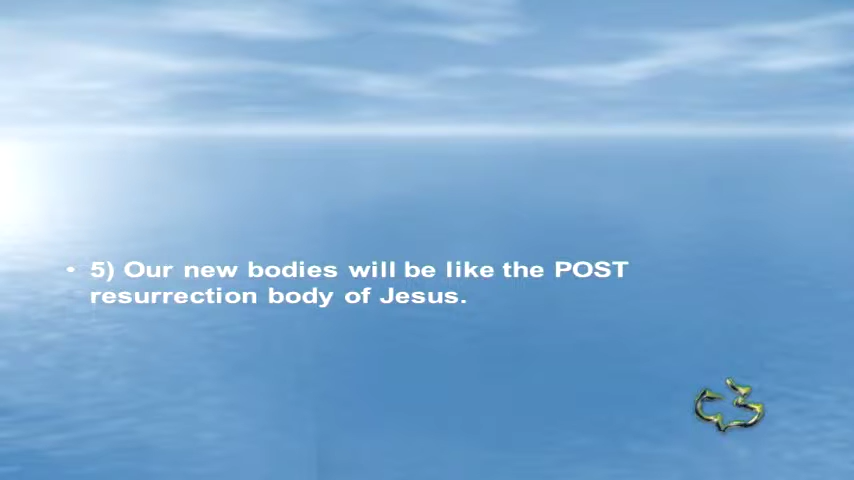 • 5) Our new bodies will be like the POST
resurrection body of Jesus.